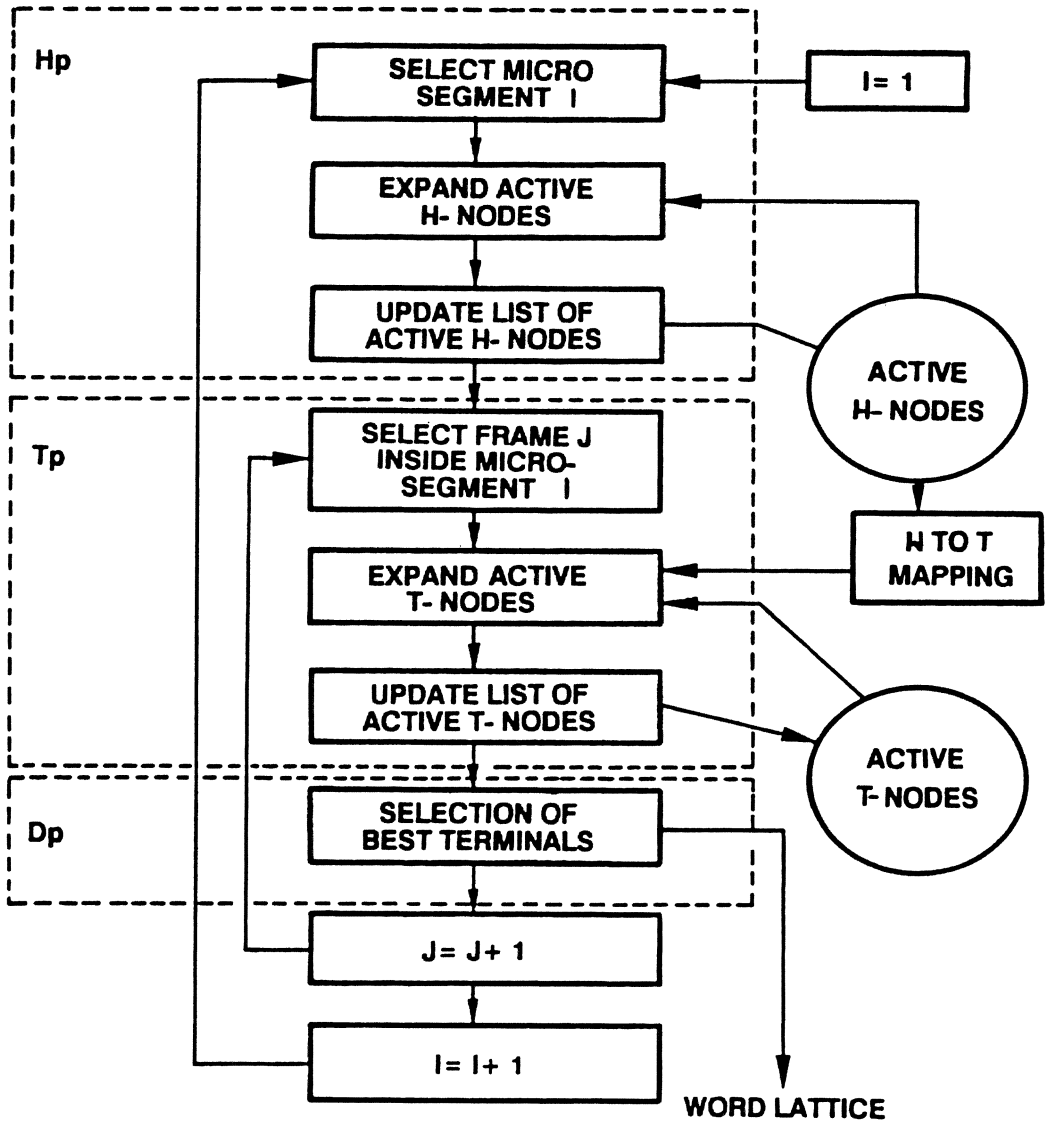 Hp
SELECT MICRO
SEGMENT I
I= 1
EXPAND ACTIVE
H- NODES
UPDATE LIST OF
ACTIVE H- NODES
ACTIVE
H- NODES
Tp
SELECT FRAME J
INSIDE MICRO-
SEGMENT I
H TO T
MAPPING
EXPAND ACTIVE
T- NODES
UPDATE LIST OF
ACTIVE T- NODES
ACTIVE
T- NODES
Dp
SELECTION OF
BEST TERMINALS
J= J+ 1
I= I+ 1
WORD LATTICE